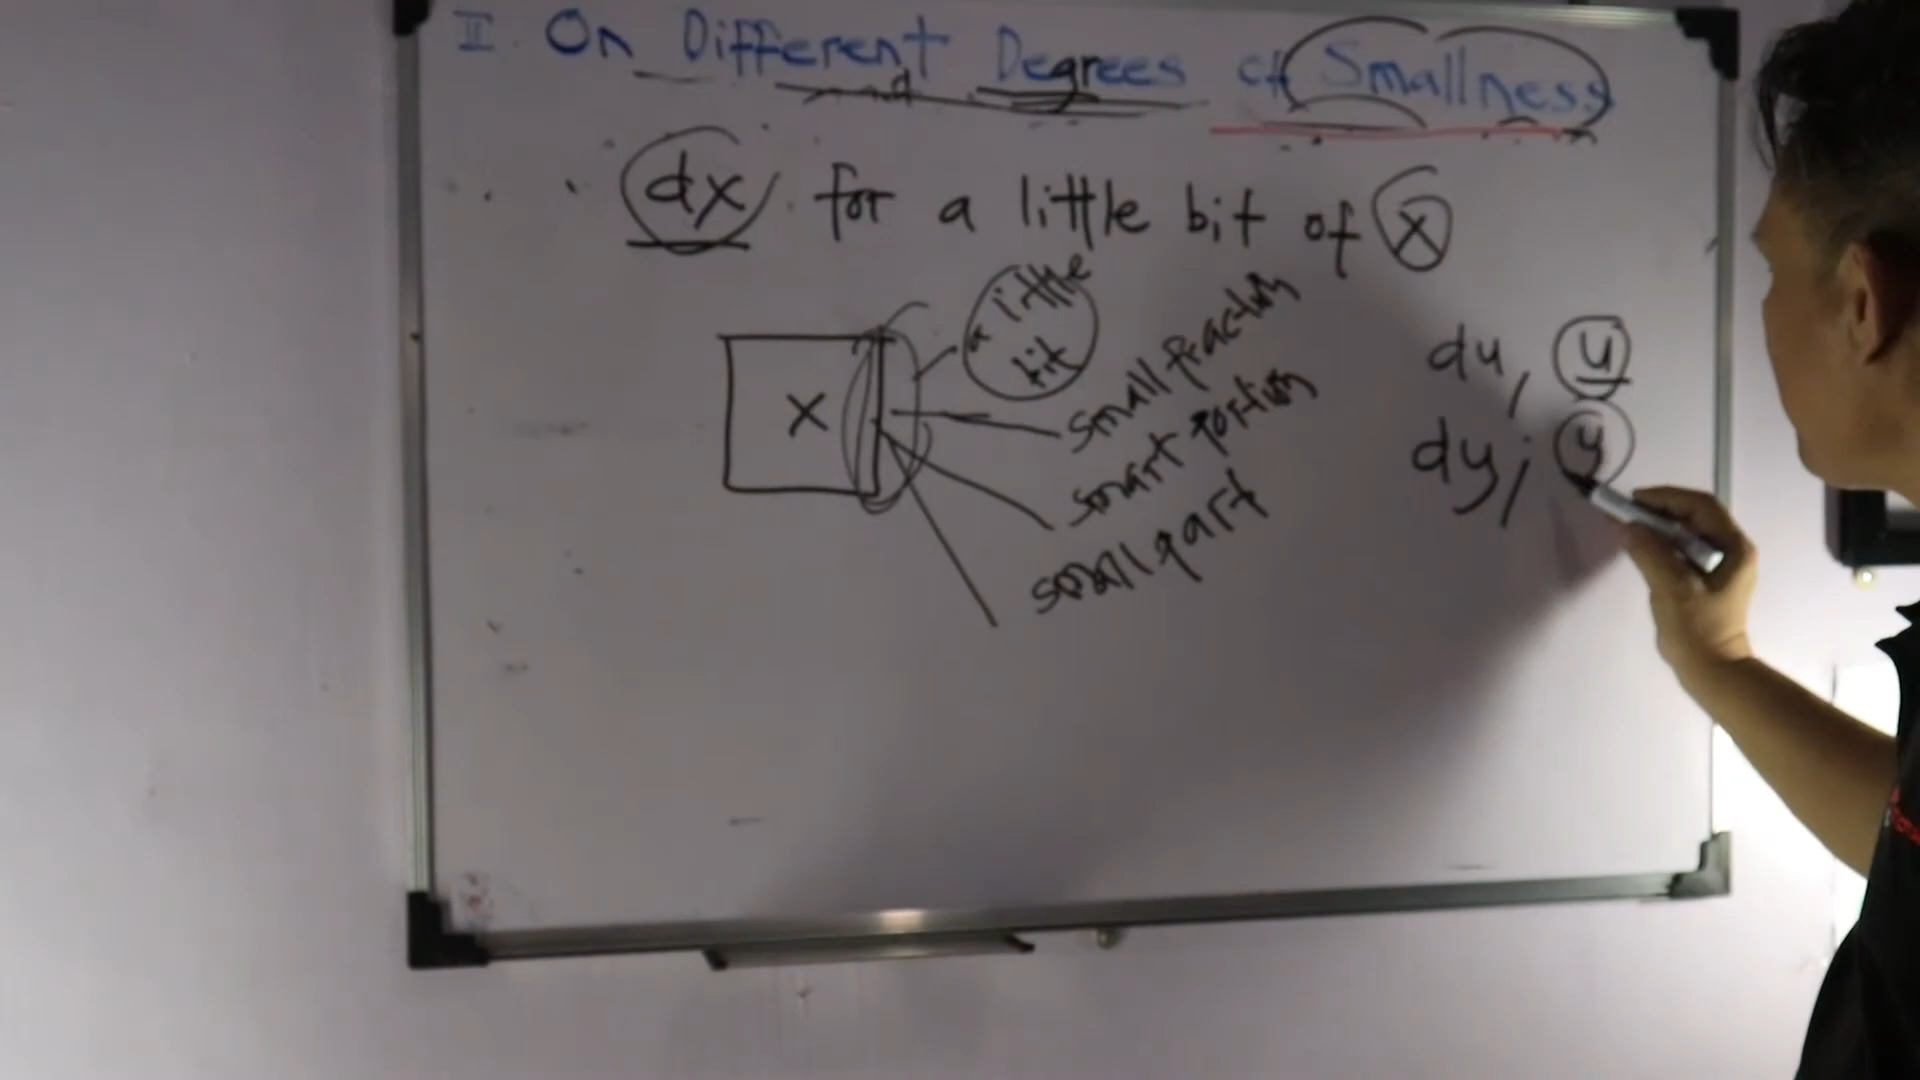 II. On Different Degrees of Smallness
dx for a little bit of x
a little
bit
small fraction
x
smart portion
small part
du, u
dy, y